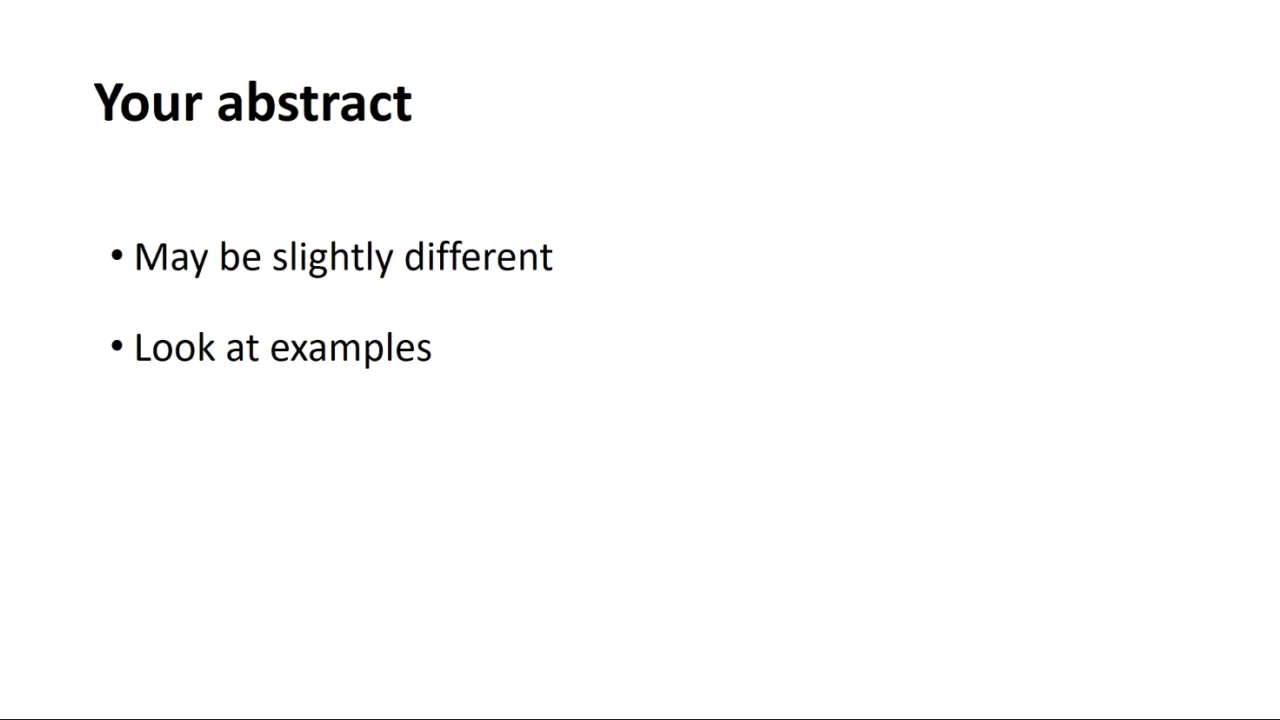 Your abstract
• May be slightly different
• Look at examples